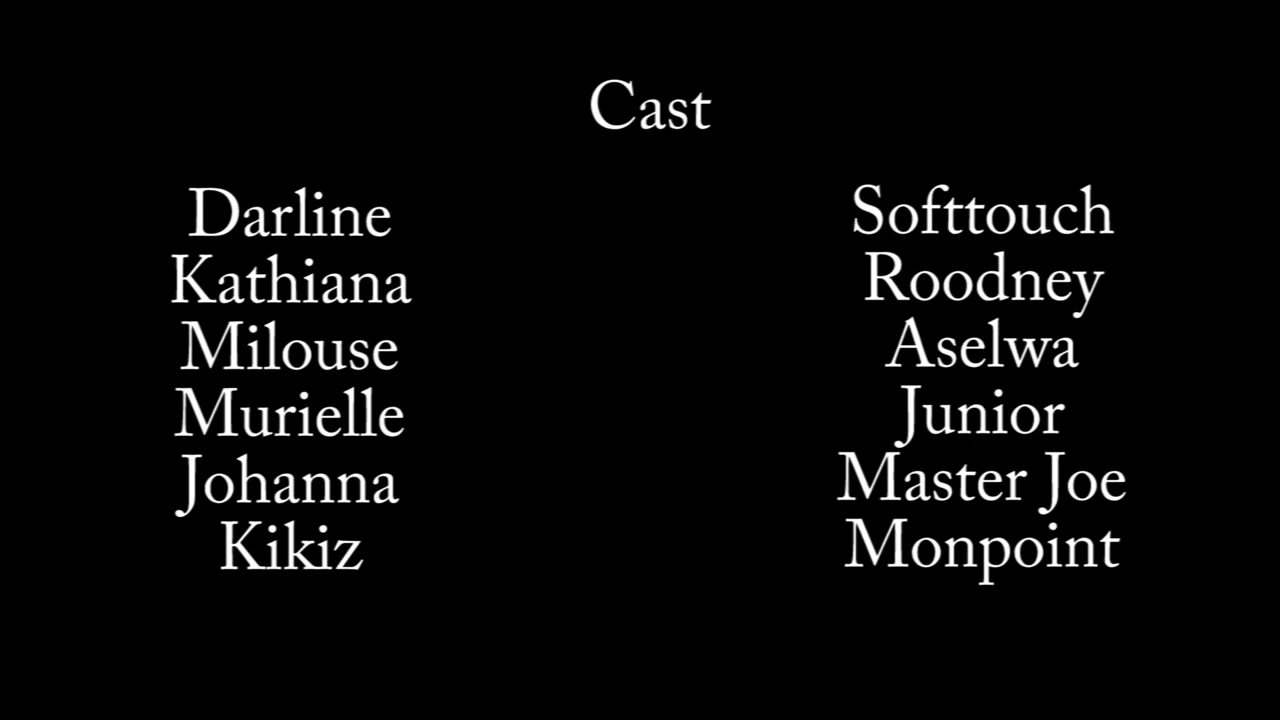 Cast
Darline
Kathiana
Milouse
Murielle
Johanna
Kikiz
Softtouch
Roodney
Aselwa
Junior
Master Joe
Monpoint